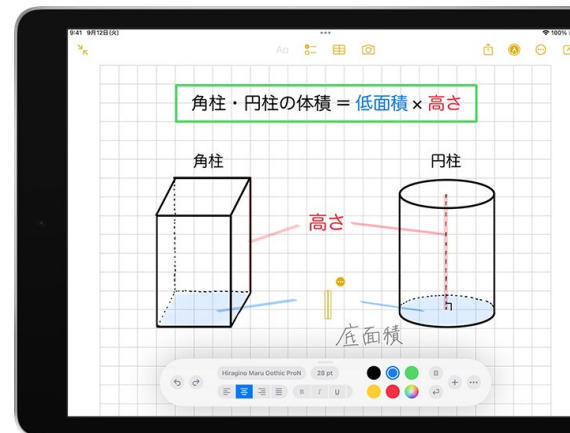 9:41 9月12日(火)
100%
Aa
角柱・円柱の体積 = 低面積 × 高さ
角柱
円柱
高さ
底面積
Hiragino Maru Gothic ProN
28 pt
B I U